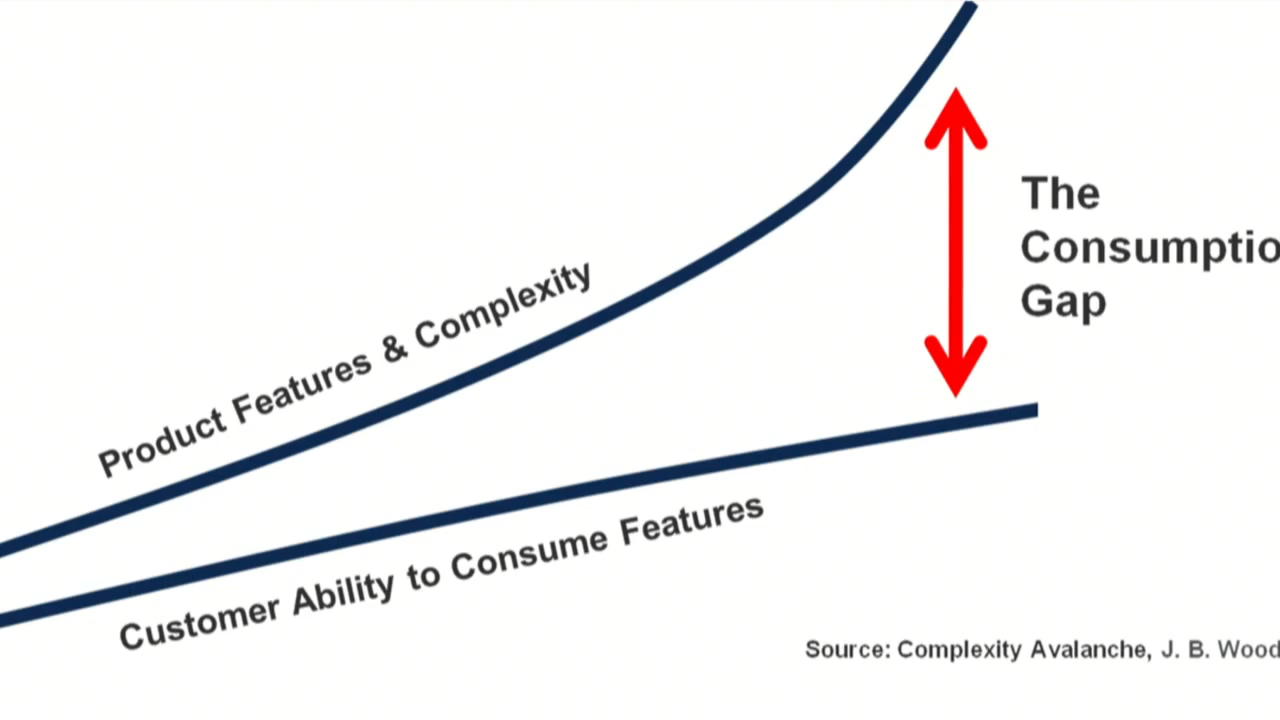 Product Features & Complexity
The
Consumptio
Gap
Customer Ability to Consume Features
Source: Complexity Avalanche, J. B. Wood